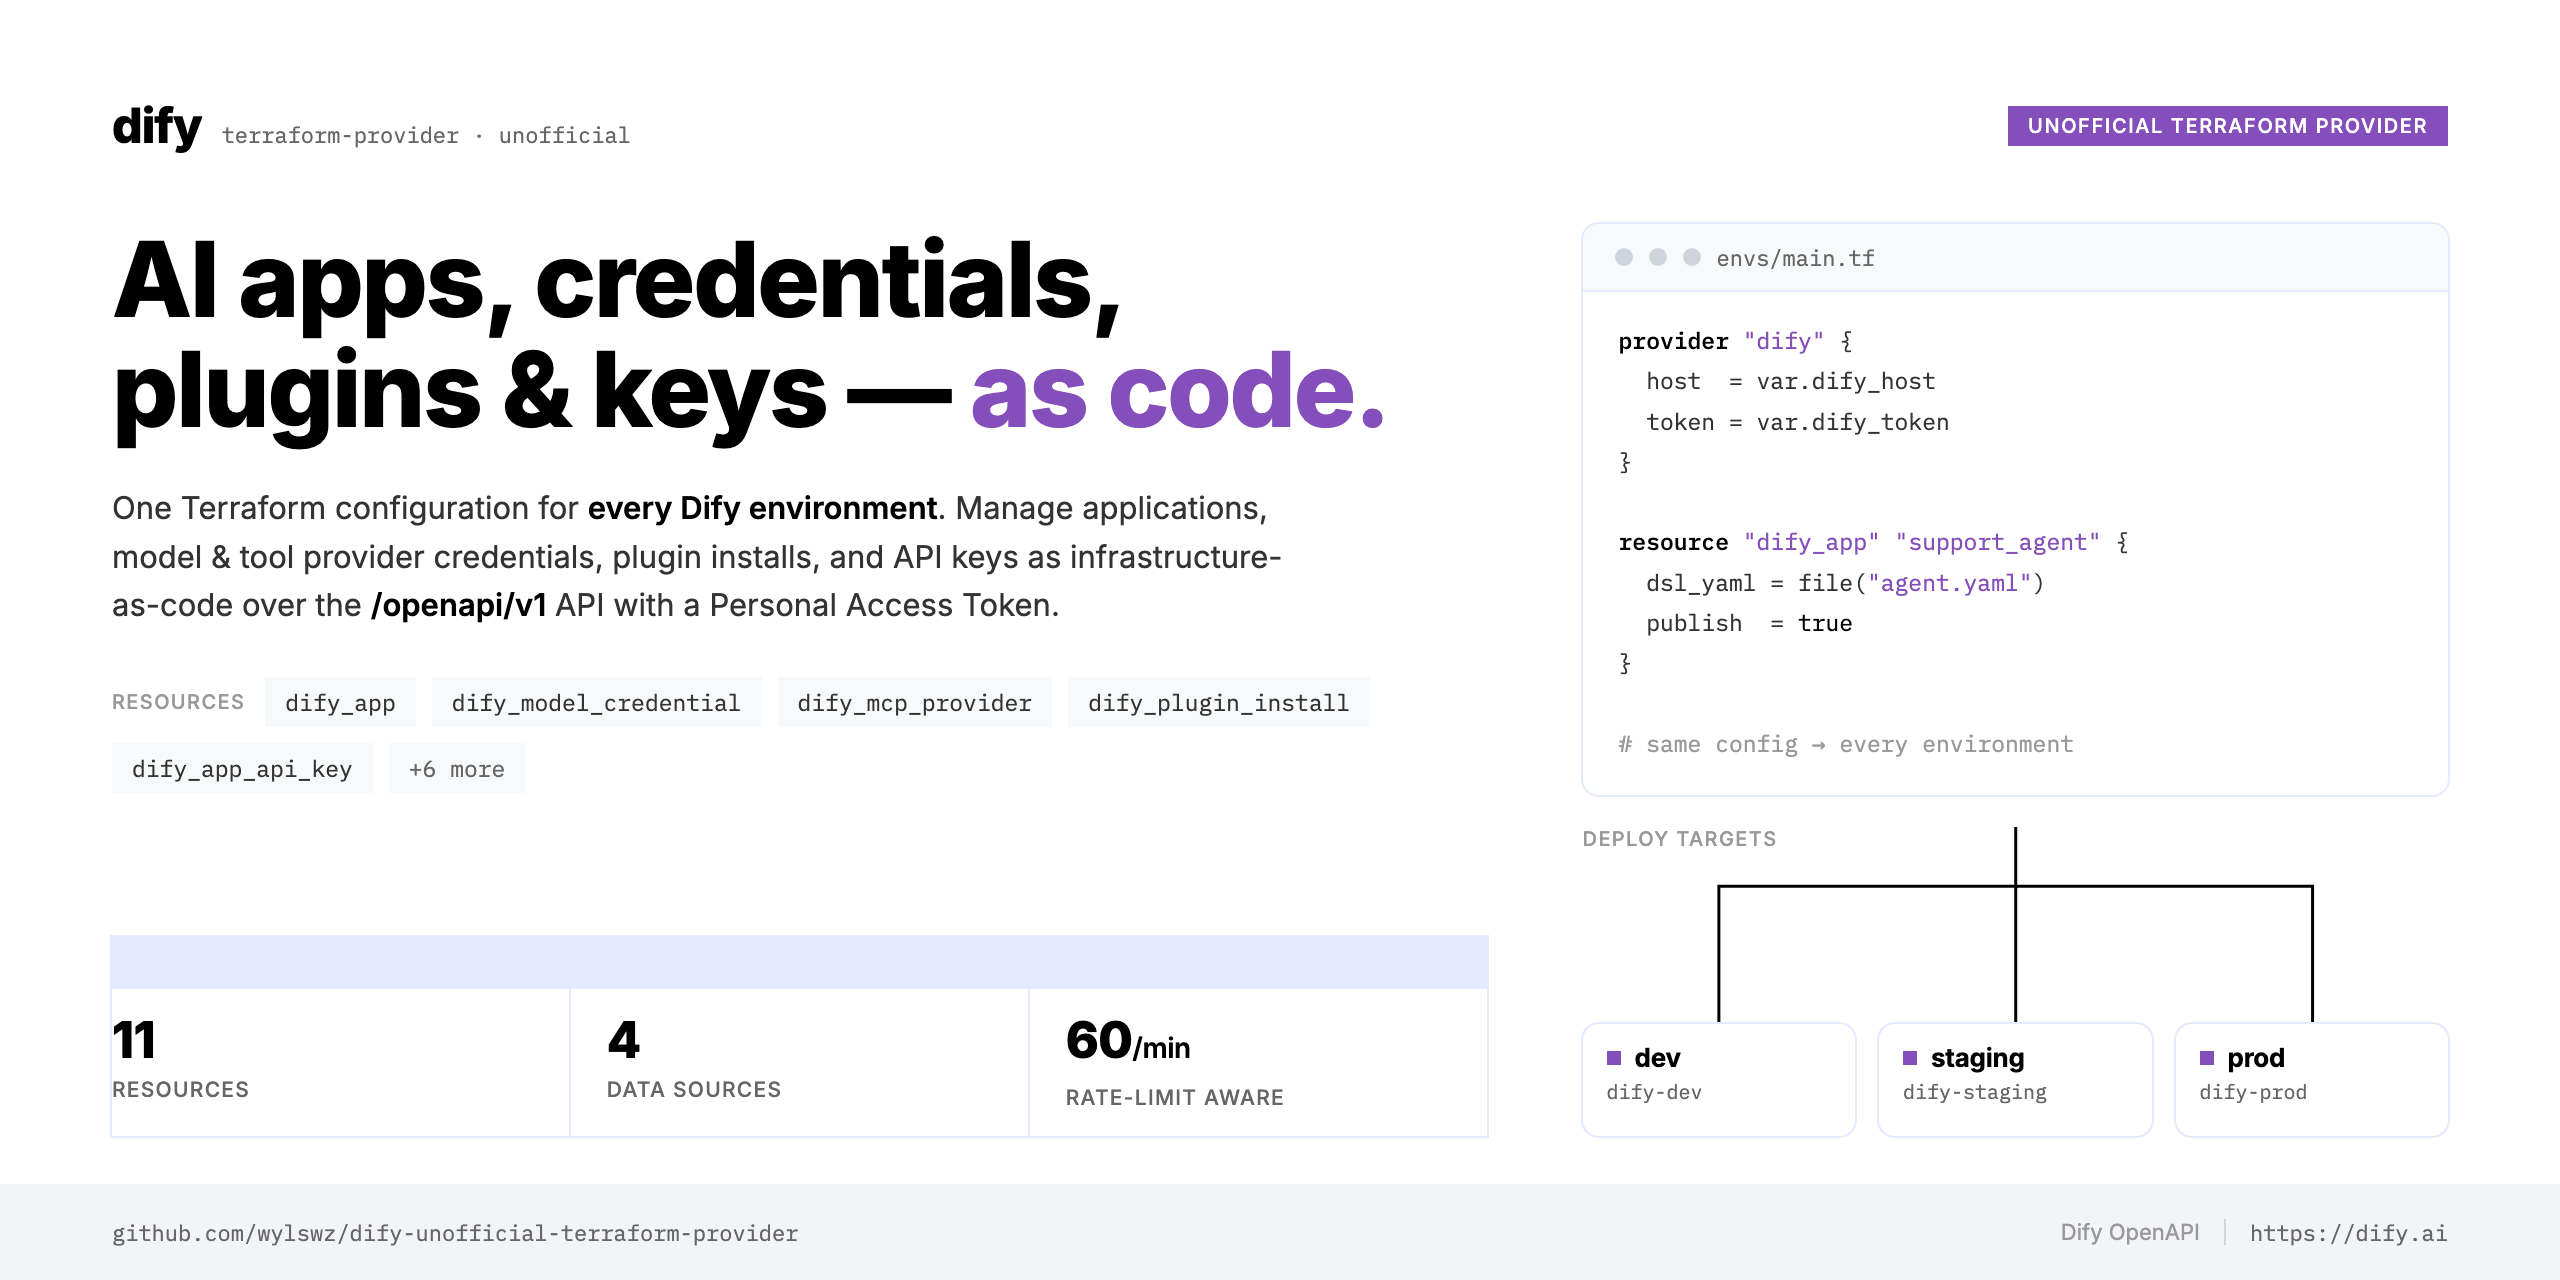 dify terraform-provider · unofficial
UNOFFICIAL TERRAFORM PROVIDER
AI apps, credentials,
plugins & keys — as code.
One Terraform configuration for every Dify environment. Manage applications,
model & tool provider credentials, plugin installs, and API keys as infrastructure-
as-code over the /openapi/v1 API with a Personal Access Token.
RESOURCES dify_app dify_model_credential dify_mcp_provider dify_plugin_install
dify_app_api_key +6 more
11
RESOURCES
4
DATA SOURCES
60/min
RATE-LIMIT AWARE
envs/main.tf
provider "dify" {
  host  = var.dify_host
  token = var.dify_token
}
resource "dify_app" "support_agent" {
  dsl_yaml = file("agent.yaml")
  publish  = true
}
# same config → every environment
DEPLOY TARGETS
dev
dify-dev
staging
dify-staging
prod
dify-prod
github.com/wylswz/dify-unofficial-terraform-provider
Dify OpenAPI https://dify.ai